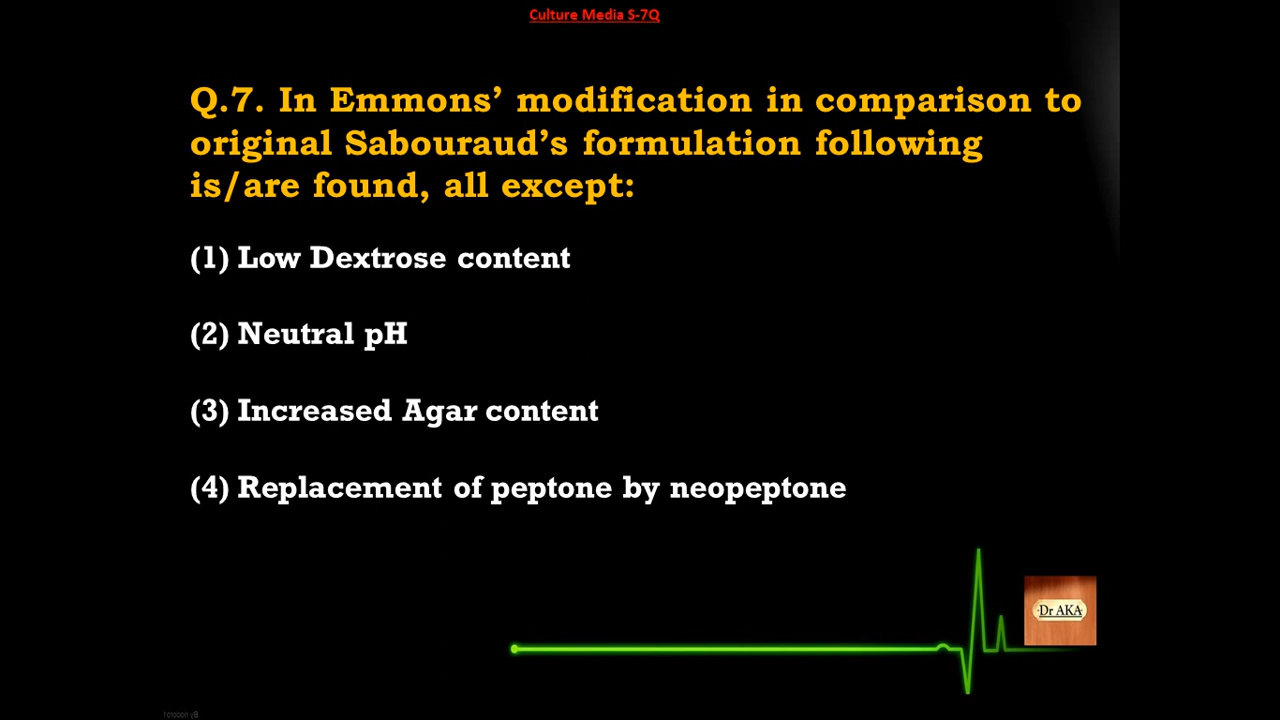 Culture Media S-7Q
Q.7. In Emmons’ modification in comparison to
original Sabouraud’s formulation following
is/are found, all except:
(1) Low Dextrose content
(2) Neutral pH
(3) Increased Agar content
(4) Replacement of peptone by neopeptone
Dr AKA